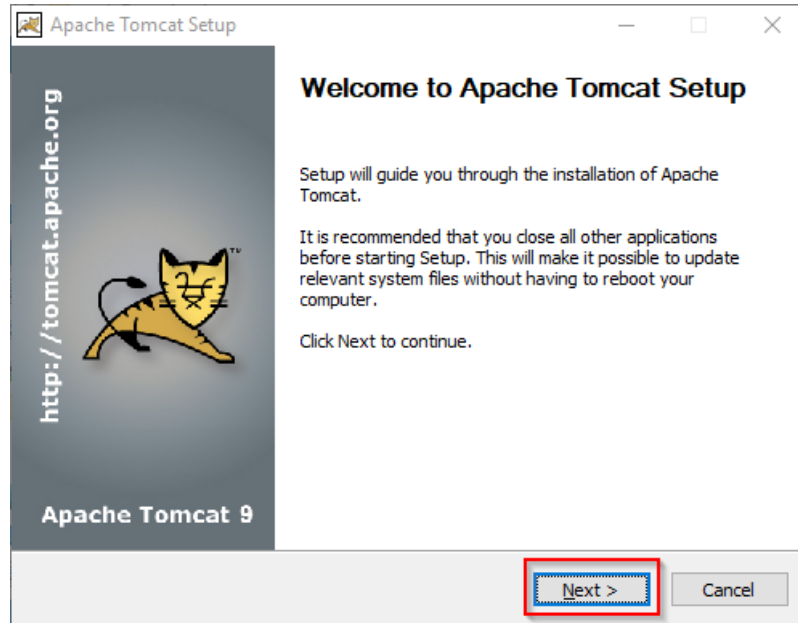 Apache Tomcat Setup
http://tomcat.apache.org
TM
Apache Tomcat 9
Welcome to Apache Tomcat Setup
Setup will guide you through the installation of Apache
Tomcat.
It is recommended that you close all other applications
before starting Setup. This will make it possible to update
relevant system files without having to reboot your
computer.
Click Next to continue.
Next >
Cancel